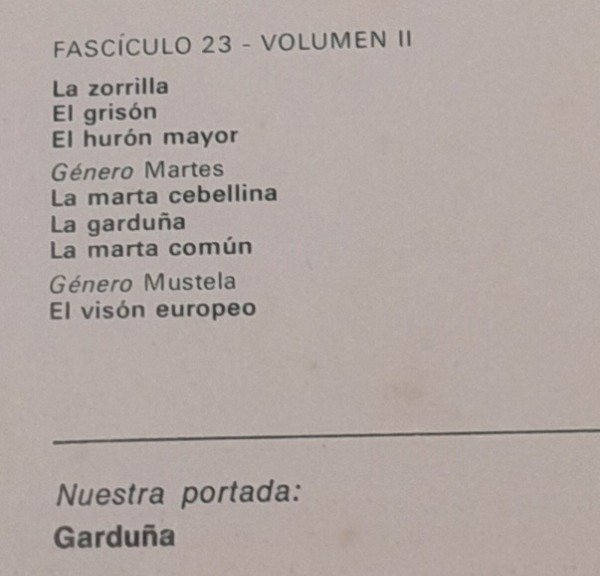 FASCÍCULO 23 - VOLUMEN II
La zorrilla
El grisón
El hurón mayor
Género Martes
La marta cebellina
La garduña
La marta común
Género Mustela
El visón europeo
Nuestra portada:
Garduña